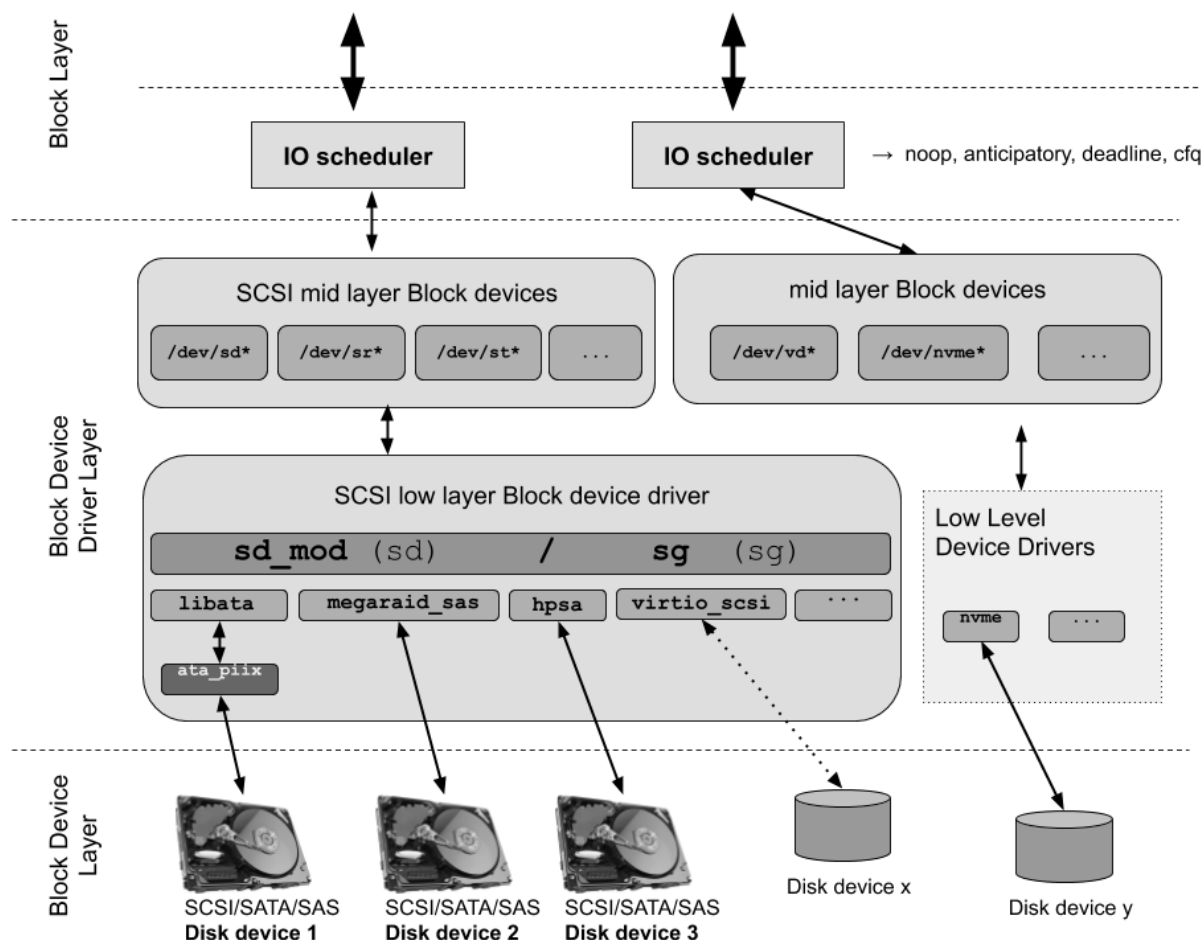 Block Layer
IO scheduler
IO scheduler
→ noop, anticipatory, deadline, cfq
Block Device
Driver Layer
SCSI mid layer Block devices
/dev/sd*
/dev/sr*
/dev/st*
...
mid layer Block devices
/dev/vd*
/dev/nvme*
...
SCSI low layer Block device driver
sd_mod (sd) / sg (sg)
libata
megaraid_sas
hpsa
virtio_scsi
...
ata_piix
Low Level
Device Drivers
nvme
...
Block Device
Layer
SCSI/SATA/SAS
Disk device 1
SCSI/SATA/SAS
Disk device 2
SCSI/SATA/SAS
Disk device 3
Disk device x
Disk device y